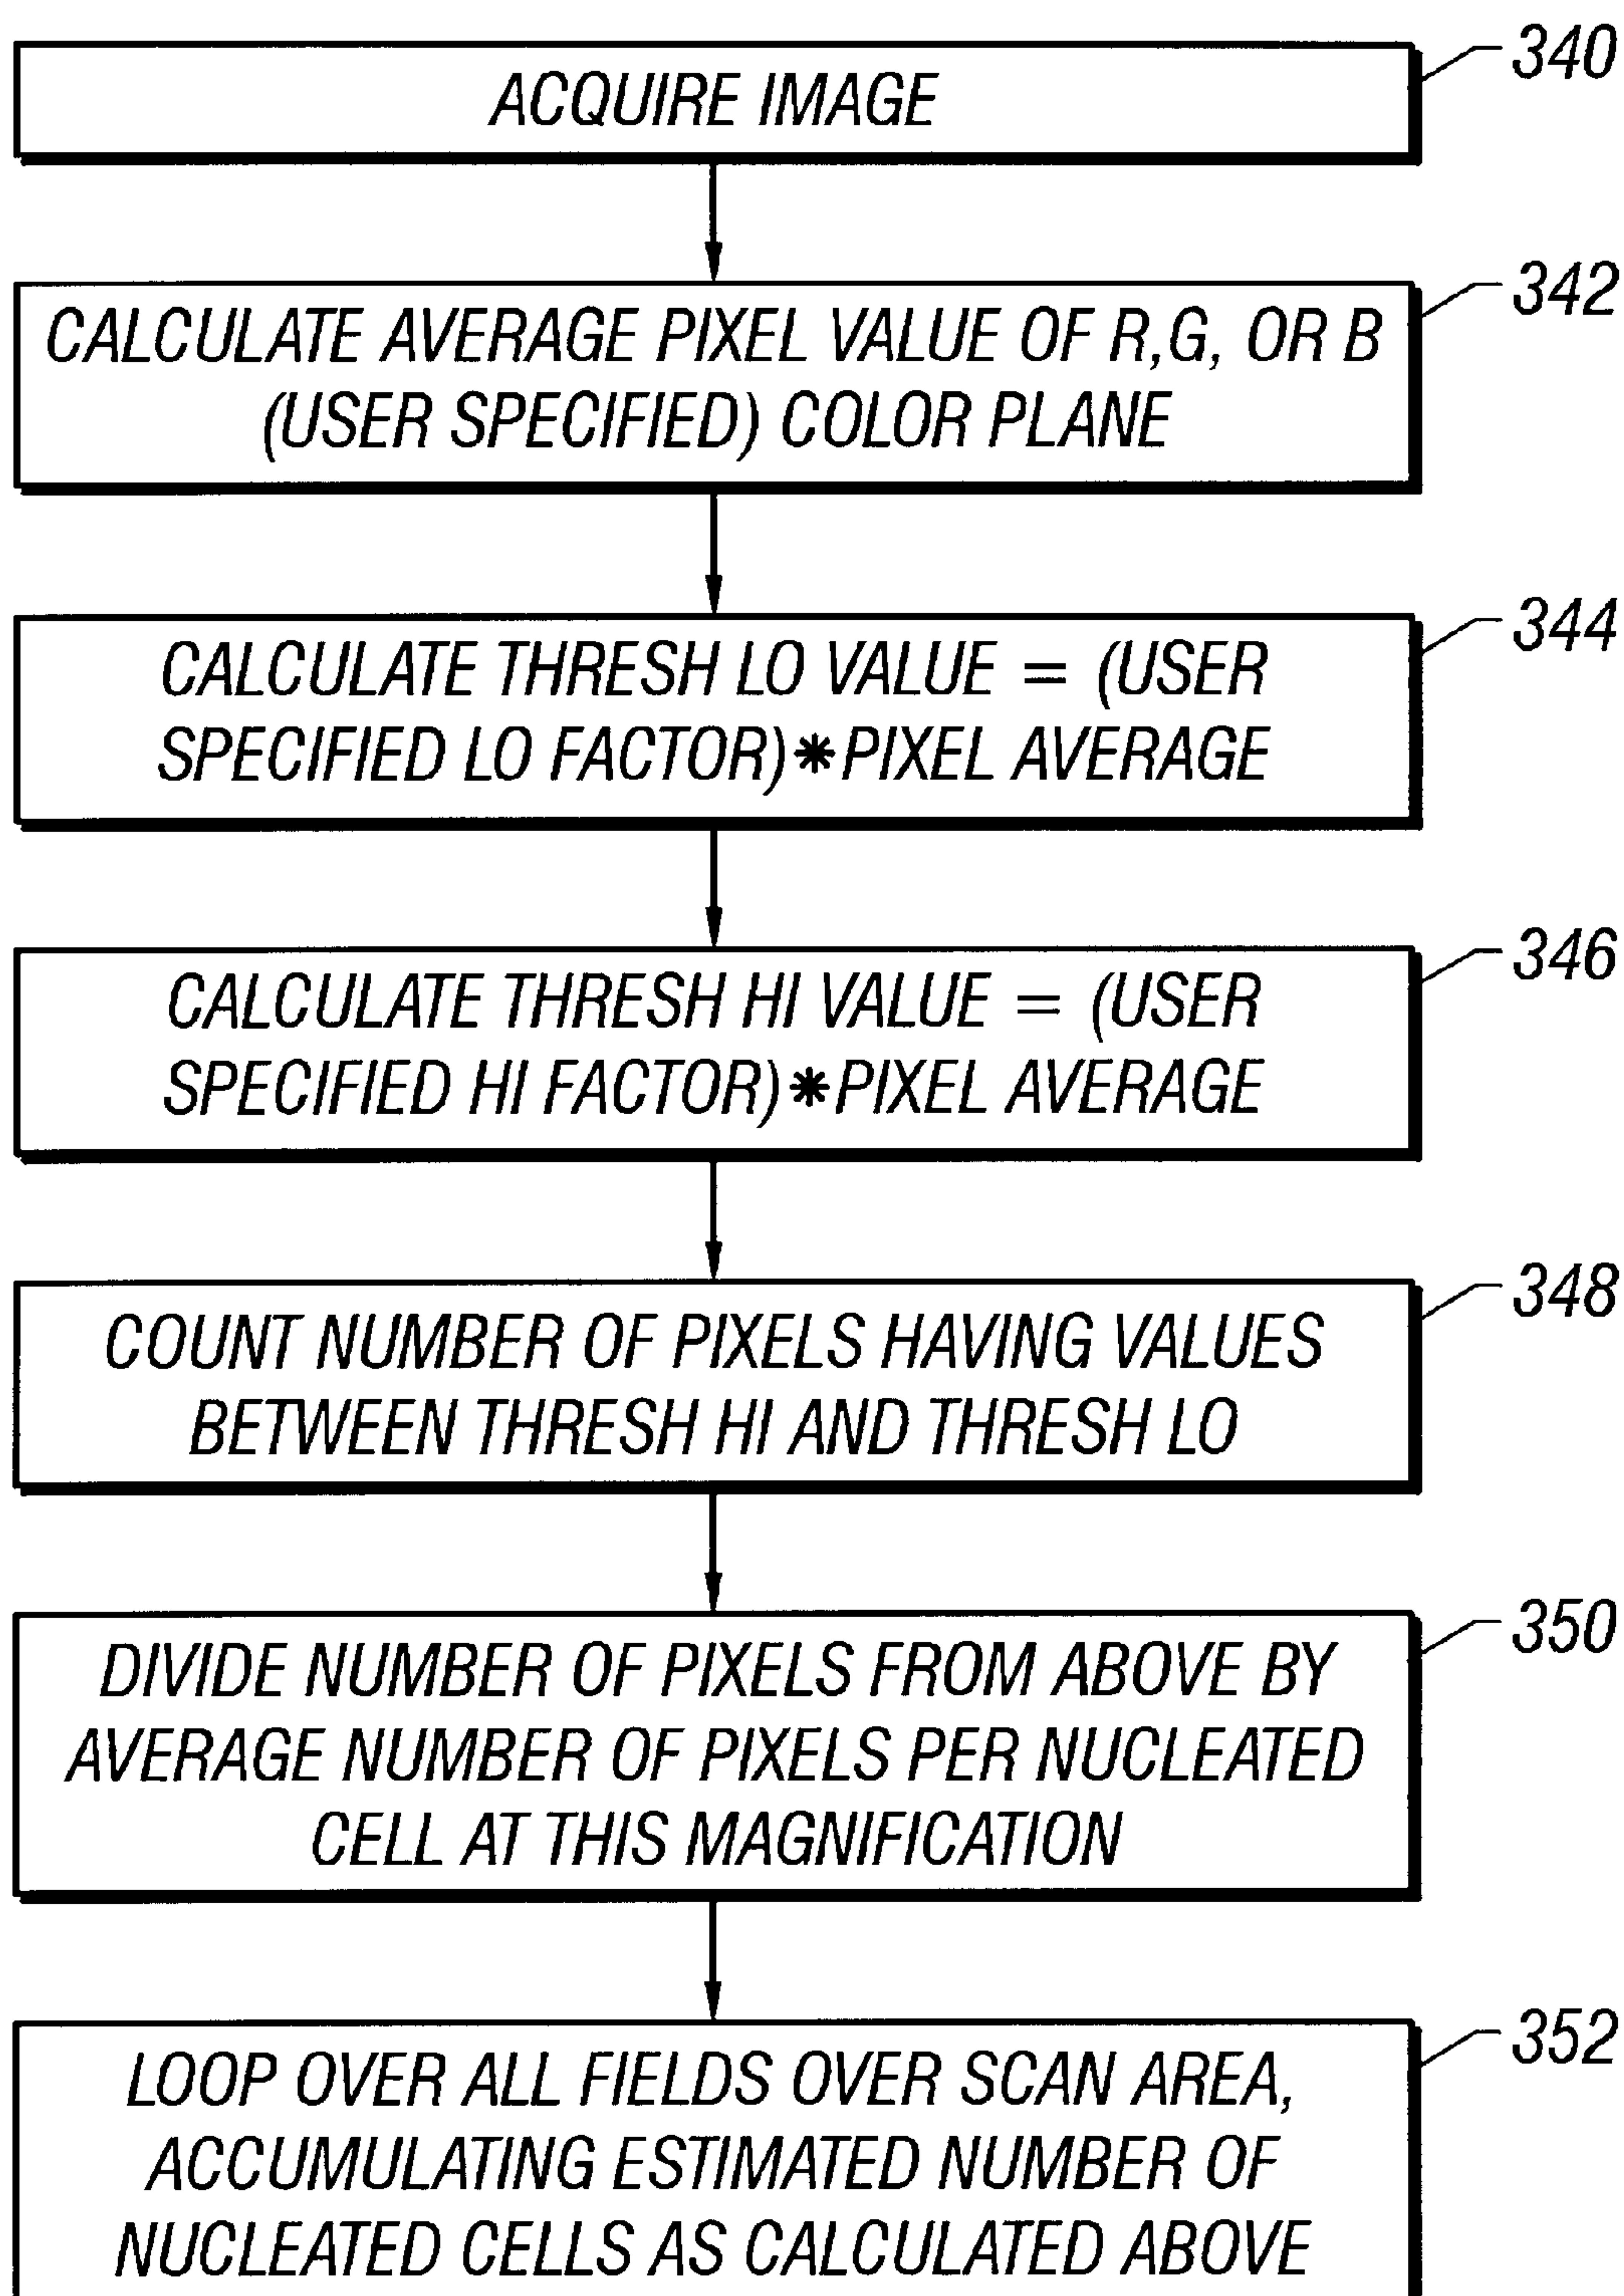 340
ACQUIRE IMAGE
342
CALCULATE AVERAGE PIXEL VALUE OF R,G, OR B
(USER SPECIFIED) COLOR PLANE
344
CALCULATE THRESH LO VALUE = (USER
SPECIFIED LO FACTOR)*PIXEL AVERAGE
346
CALCULATE THRESH HI VALUE = (USER
SPECIFIED HI FACTOR)*PIXEL AVERAGE
348
COUNT NUMBER OF PIXELS HAVING VALUES
BETWEEN THRESH HI AND THRESH LO
350
DIVIDE NUMBER OF PIXELS FROM ABOVE BY
AVERAGE NUMBER OF PIXELS PER NUCLEATED
CELL AT THIS MAGNIFICATION
352
LOOP OVER ALL FIELDS OVER SCAN AREA,
ACCUMULATING ESTIMATED NUMBER OF
NUCLEATED CELLS AS CALCULATED ABOVE